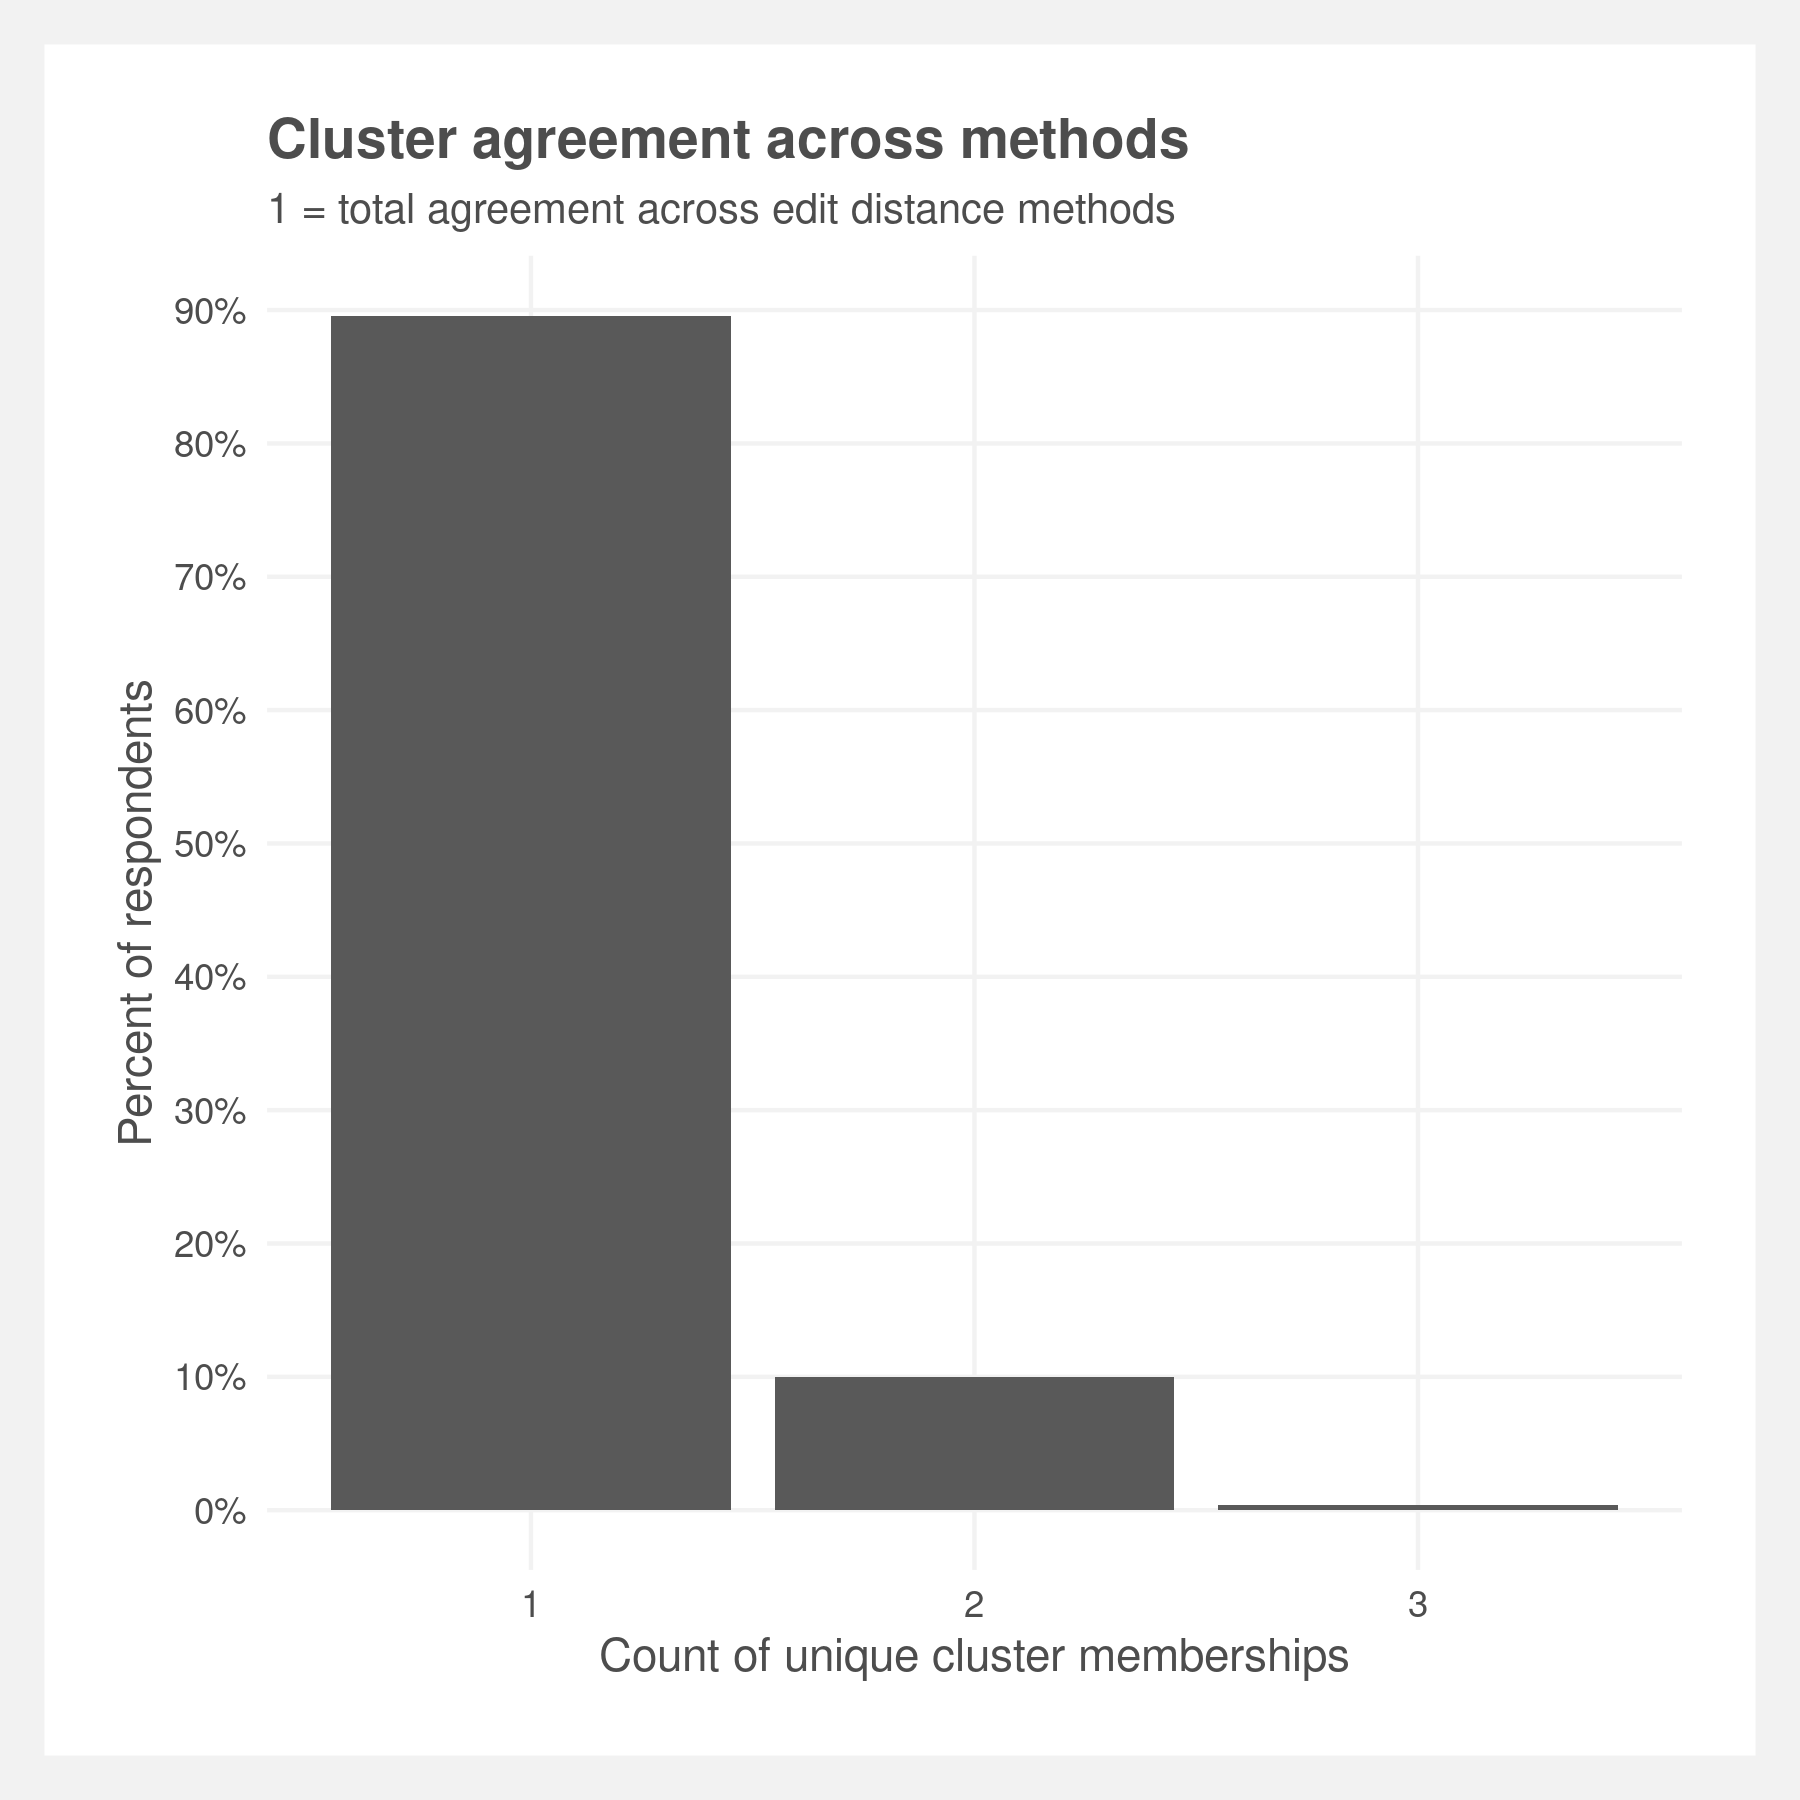 Cluster agreement across methods
1 = total agreement across edit distance methods
Percent of respondents
90%
80%
70%
60%
50%
40%
30%
20%
10%
0%
1 2 3
Count of unique cluster memberships